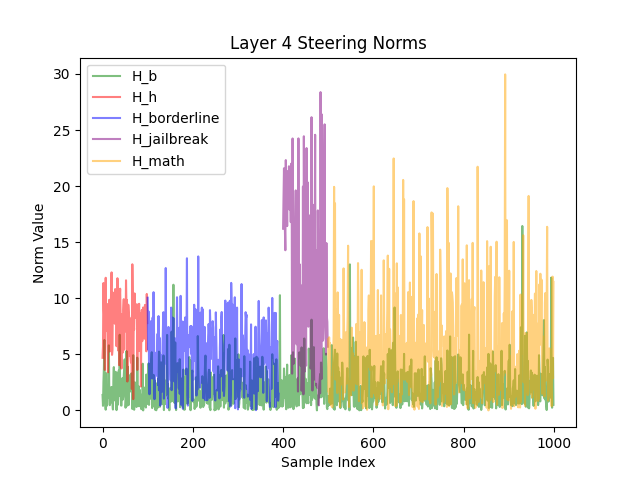 Layer 4 Steering Norms
H_b
H_h
H_borderline
H_jailbreak
H_math
30
25
20
15
10
5
0
Norm Value
0 200 400 600 800 1000
Sample Index